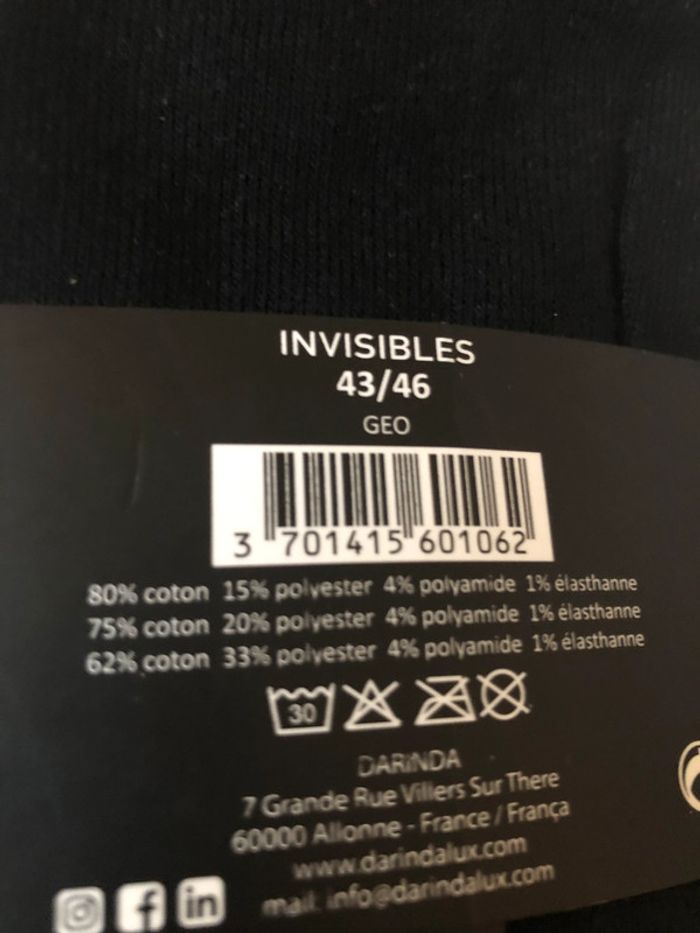 INVISIBLES
43/46
GEO
3 701415 601062
80% coton 15% polyester 4% polyamide 1% élasthanne
75% coton 20% polyester 4% polyamide 1% élasthanne
62% coton 33% polyester 4% polyamide 1% élasthanne
30
DARINDA
7 Grande Rue Villers Sur There
60000 Allonne - France / França
www.darindalux.com
mail: info@darindalux.com
f in